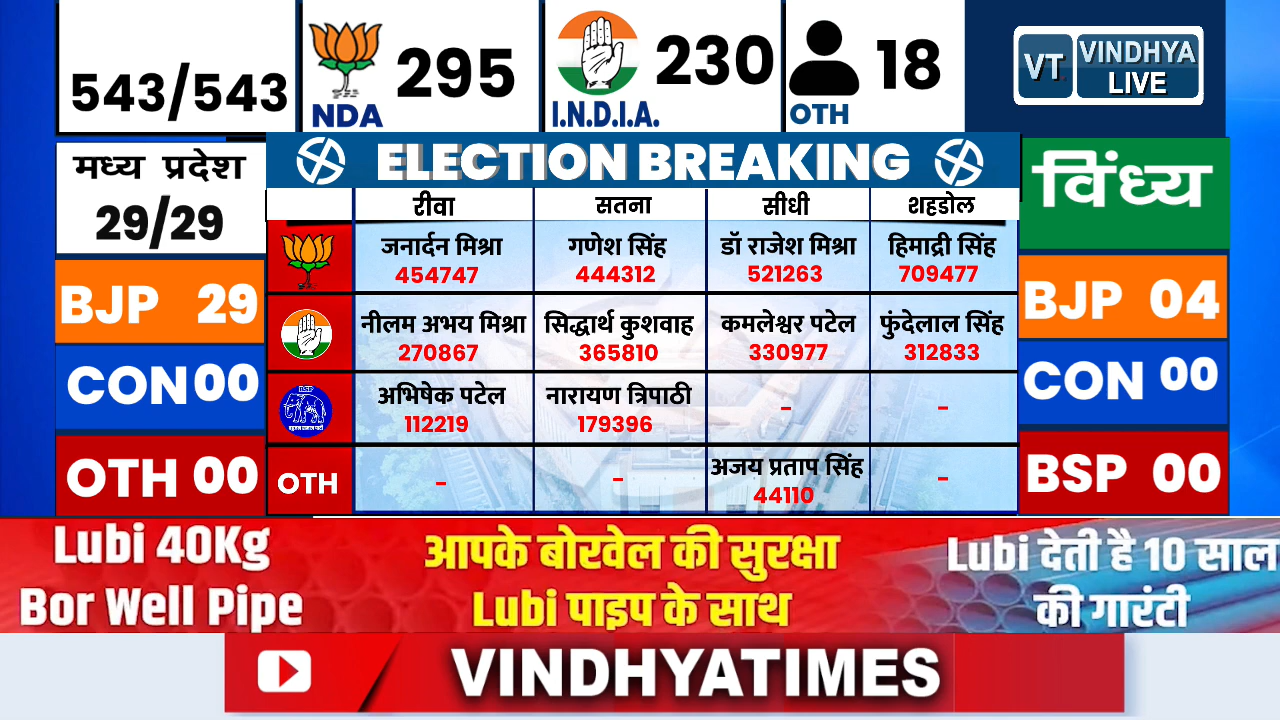 543/543
NDA 295
I.N.D.I.A. 230
OTH 18
VT VINDHYA LIVE
मध्य प्रदेश
29/29
BJP 29
CON 00
OTH 00
ELECTION BREAKING
रीवा सतना सीधी शहडोल
जनार्दन मिश्रा गणेश सिंह डॉ राजेश मिश्रा हिमाद्री सिंह
454747 444312 521263 709477
नीलम अभय मिश्रा सिद्धार्थ कुशवाह कमलेश्वर पटेल फुंदेलाल सिंह
270867 365810 330977 312833
BSP
अभिषेक पटेल नारायण त्रिपाठी - -
112219 179396
OTH - - अजय प्रताप सिंह -
44110
विंध्य
BJP 04
CON 00
BSP 00
Lubi 40Kg
Bor Well Pipe
आपके बोरवेल की सुरक्षा
Lubi पाइप के साथ
Lubi देती है 10 साल
की गारंटी
VINDHYATIMES